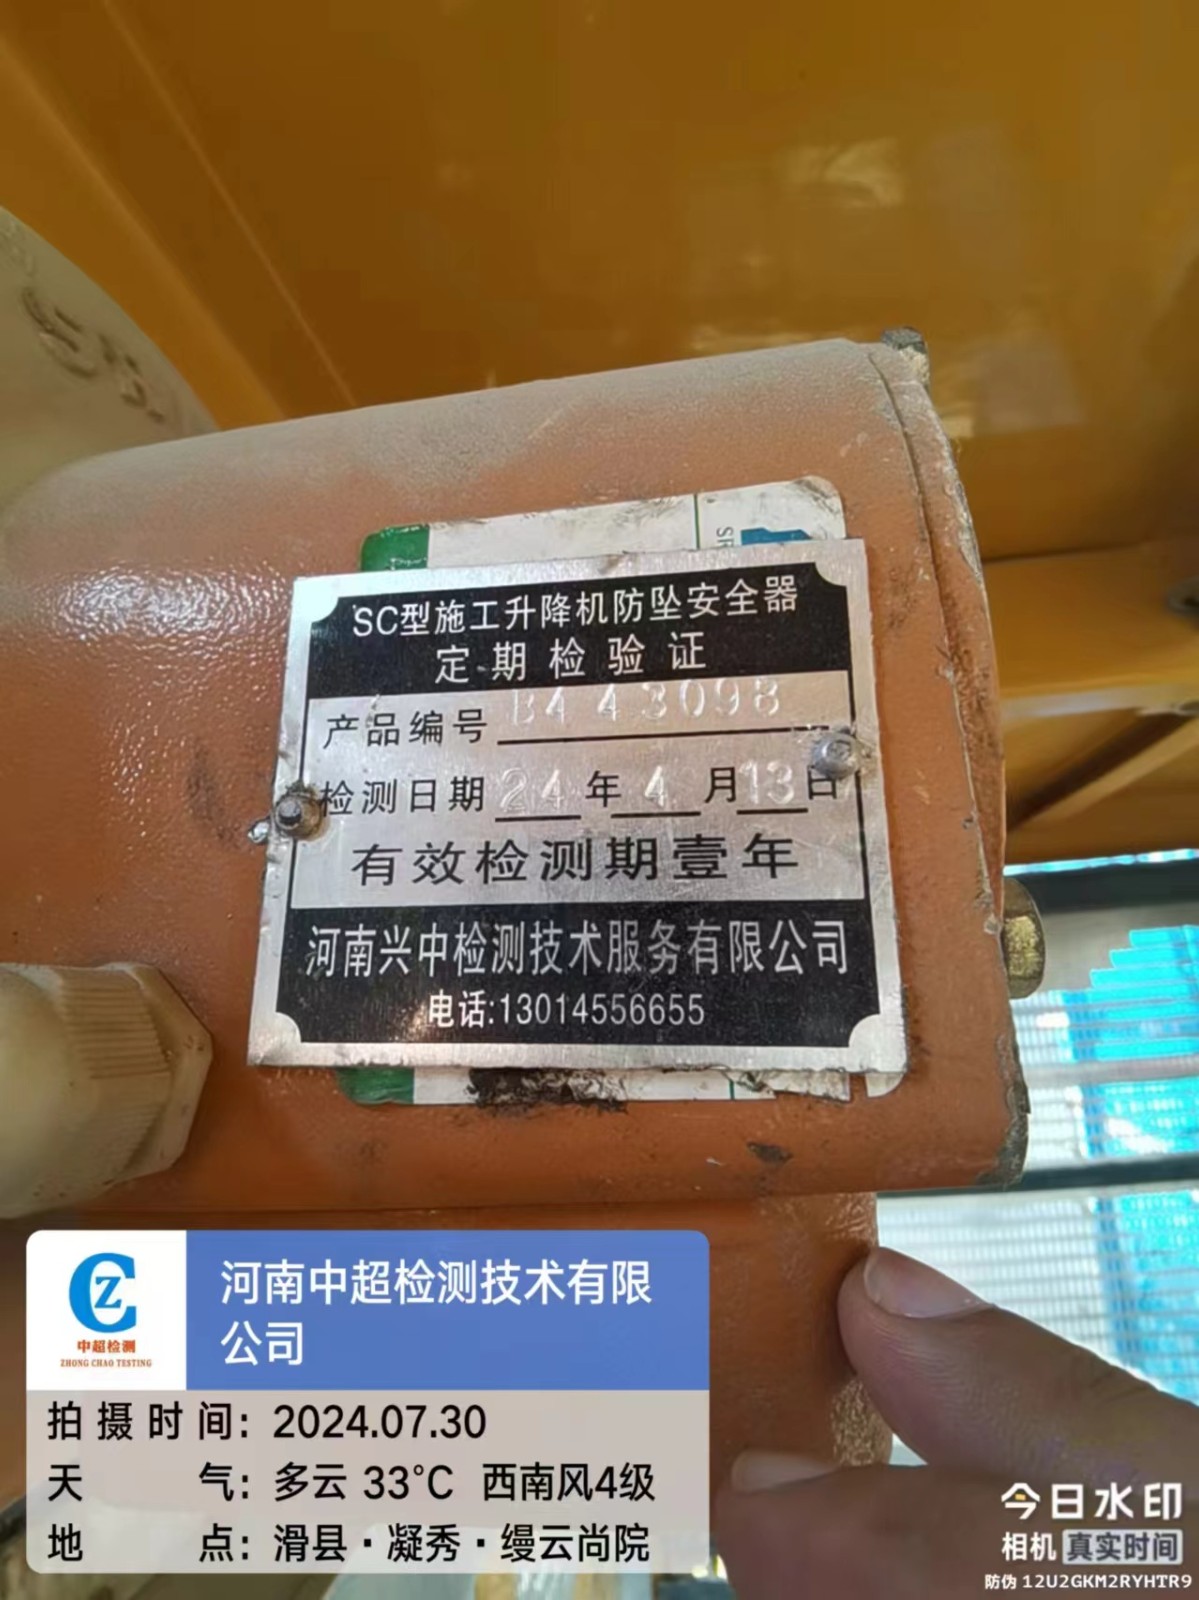 SC型施工升降机防坠安全器
定期检验证
产品编号 B443098
检测日期 24 年 4 月 13 日
有效检测期壹年
河南兴中检测技术服务有限公司
电话:13014556655
中超检测
ZHONG CHAO TESTING
河南中超检测技术有限
公司
拍摄时间: 2024.07.30
天气: 多云 33℃ 西南风4级
地点: 滑县·凝秀·缦云尚院
今日水印
相机 真实时间
防伪 12U2GKM2RYHTR9